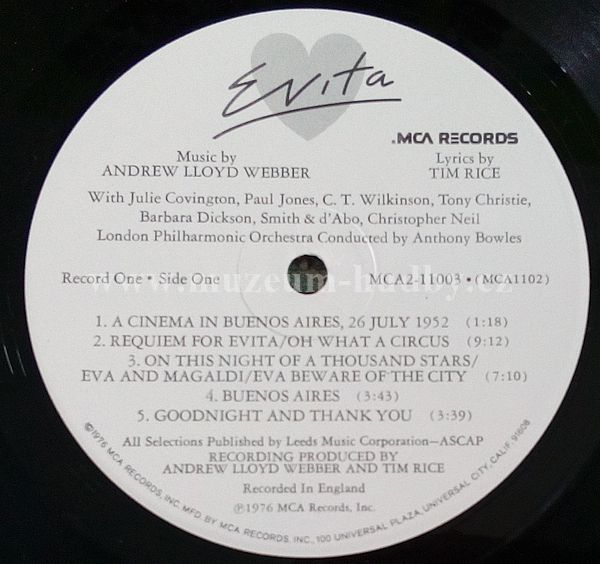 Evita
MCA RECORDS
Music by
ANDREW LLOYD WEBBER
Lyrics by
TIM RICE
With Julie Covington, Paul Jones, C. T. Wilkinson, Tony Christie,
Barbara Dickson, Smith & d'Abo, Christopher Neil
London Philharmonic Orchestra Conducted by Anthony Bowles
Record One • Side One
MCA2-11003 • (MCA1102)
www.muzeum-hudby.cz
1. A CINEMA IN BUENOS AIRES, 26 JULY 1952 (1:18)
2. REQUIEM FOR EVITA/OH WHAT A CIRCUS (9:12)
3. ON THIS NIGHT OF A THOUSAND STARS/
EVA AND MAGALDI/EVA BEWARE OF THE CITY (7:10)
4. BUENOS AIRES (3:43)
5. GOODNIGHT AND THANK YOU (3:39)
All Selections Published by Leeds Music Corporation—ASCAP
RECORDING PRODUCED BY
ANDREW LLOYD WEBBER AND TIM RICE
Recorded In England
℗1976 MCA Records, Inc.
©1976 MCA RECORDS, INC. MFD. BY MCA RECORDS, INC., 100 UNIVERSAL PLAZA, UNIVERSAL CITY, CALIF. 91608